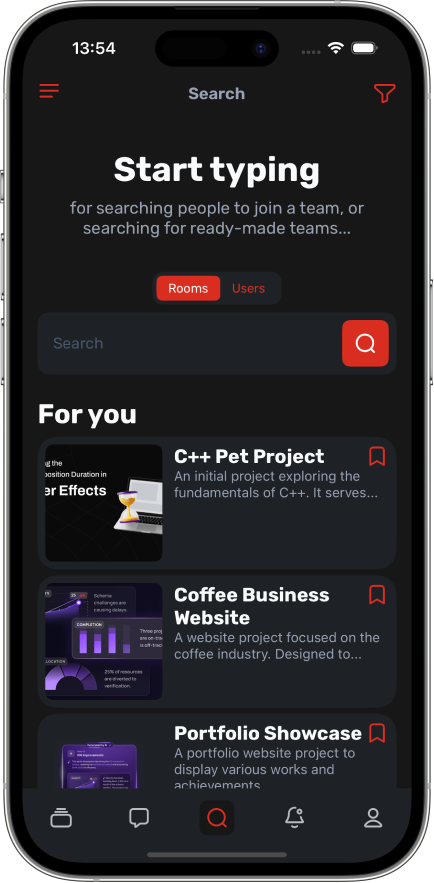 13:54
Search
Start typing
for searching people to join a team, or
searching for ready-made teams...
Rooms Users
Search
For you
ng the
position Duration in
er Effects
C++ Pet Project
An initial project exploring the
fundamentals of C++. It serves...
Schema
challenges are
causing delays.
COMPLETION
Three proj
are on-trac
is off-track
LOCATION
25% of resources
are diverted to
verification.
Coffee Business
Website
A website project focused on the
coffee industry. Designed to...
Portfolio Showcase
A portfolio website project to
display various works and
achievements